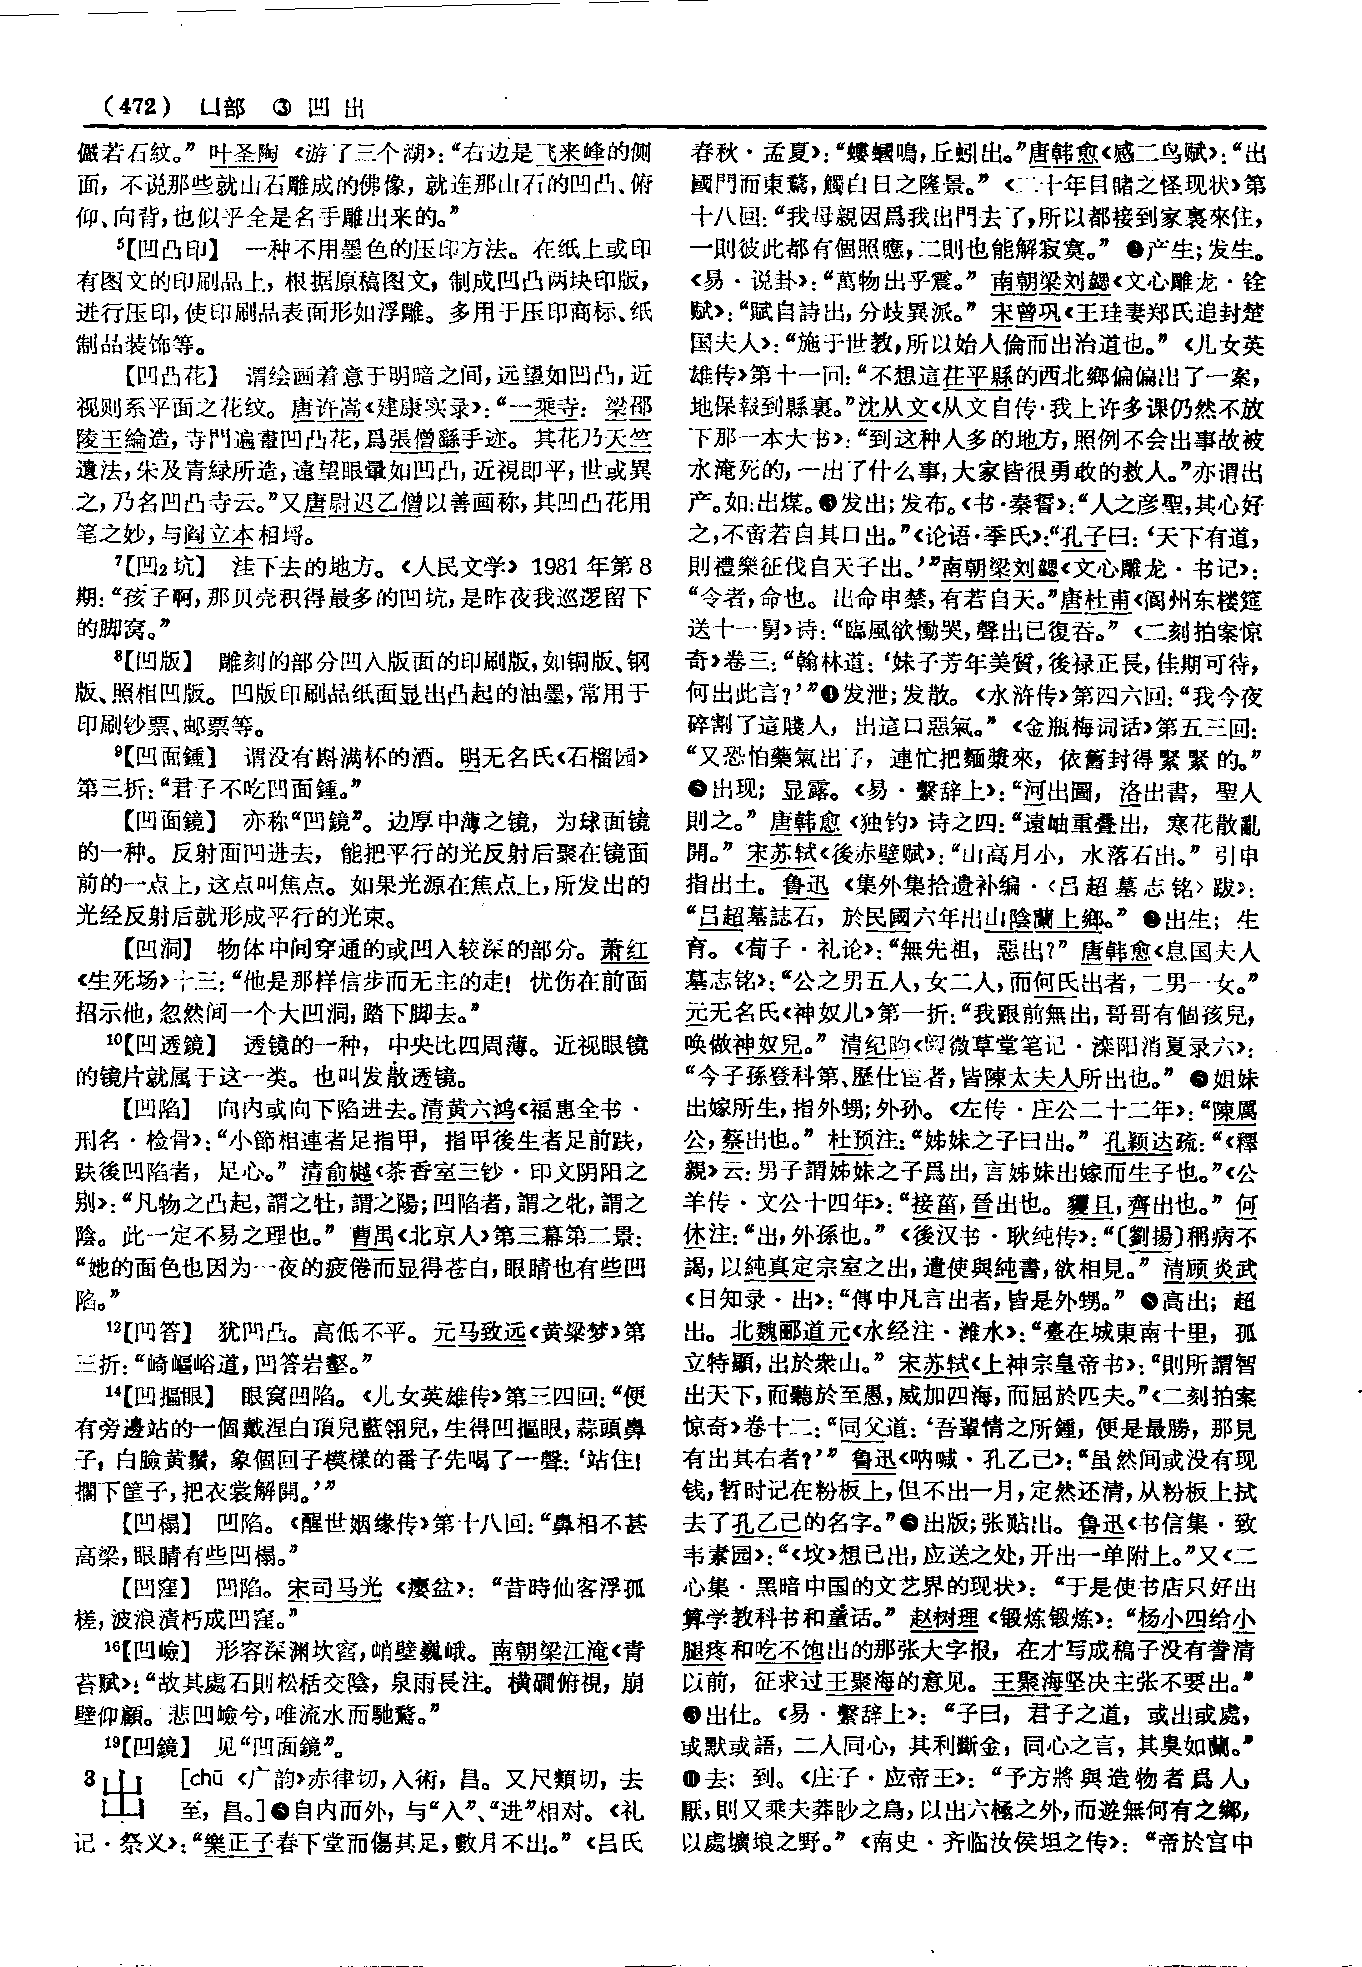 (472) 凵部 ③ 凹 出
儼若石紋。”叶圣陶《游了三个湖》：“右边是飞来峰的侧
面，不说那些就山石雕成的佛像，就连那山石的凹凸、俯
仰、向背，也似乎全是名手雕出来的。”
⁵【凹凸印】 一种不用墨色的压印方法。在纸上或印
有图文的印刷品上，根据原稿图文，制成凹凸两块印版，
进行压印，使印刷品表面形如浮雕。多用于压印商标、纸
制品装饰等。
【凹凸花】 谓绘画着意于明暗之间，远望如凹凸，近
视则系平面之花纹。唐许嵩《建康实录》：“一乘寺：梁邵
陵王綸造，寺門遍畫凹凸花，爲張僧繇手迹。其花乃天竺
遺法，朱及青緑所造，遠望眼暈如凹凸，近視即平，世或異
之，乃名凹凸寺云。”又唐尉迟乙僧以善画称，其凹凸花用
笔之妙，与阎立本相埒。
⁷【凹₂坑】 洼下去的地方。《人民文学》1981年第8
期：“孩子啊，那贝壳积得最多的凹坑，是昨夜我巡逻留下
的脚窝。”
⁸【凹版】 雕刻的部分凹入版面的印刷版，如铜版、钢
版、照相凹版。凹版印刷品纸面显出凸起的油墨，常用于
印刷钞票、邮票等。
⁹【凹面鍾】 谓没有斟满杯的酒。明无名氏《石榴园》
第三折：“君子不吃凹面鍾。”
【凹面鏡】 亦称“凹鏡”。边厚中薄之镜，为球面镜
的一种。反射面凹进去，能把平行的光反射后聚在镜面
前的一点上，这点叫焦点。如果光源在焦点上，所发出的
光经反射后就形成平行的光束。
【凹洞】 物体中间穿通的或凹入较深的部分。萧红
《生死场》十三：“他是那样信步而无主的走！忧伤在前面
招示他，忽然间一个大凹洞，踏下脚去。”
¹⁰【凹透鏡】 透镜的一种，中央比四周薄。近视眼镜
的镜片就属于这一类。也叫发散透镜。
【凹陷】 向内或向下陷进去。清黄六鸿《福惠全书·
刑名·检骨》：“小節相連者足指甲，指甲後生者足前趺，
趺後凹陷者，足心。”清俞樾《茶香室三钞·印文阴阳之
别》：“凡物之凸起，謂之牡，謂之陽；凹陷者，謂之牝，謂之
陰。此一定不易之理也。”曹禺《北京人》第三幕第二景：
“她的面色也因为一夜的疲倦而显得苍白，眼睛也有些凹
陷。”
¹²【凹答】 犹凹凸。高低不平。元马致远《黄粱梦》第
三折：“崎嶇峪道，凹答岩壑。”
¹⁴【凹摳眼】 眼窝凹陷。《儿女英雄传》第三四回：“便
有旁邊站的一個戴涅白頂兒藍翎兒，生得凹摳眼，蒜頭鼻
子，白臉黄鬚，象個回子模樣的番子先喝了一聲：‘站住！
擱下筐子，把衣裳解開。’”
【凹榻】 凹陷。《醒世姻缘传》第十八回：“鼻相不甚
高梁，眼睛有些凹榻。”
【凹窪】 凹陷。宋司马光《癭盆》：“昔時仙客浮孤
槎，波浪漬朽成凹窪。”
¹⁶【凹嶮】 形容深渊坎窞，峭壁巍峨。南朝梁江淹《青
苔赋》：“故其處石則松栝交陰，泉雨長注。横磵俯視，崩
壁仰顧。悲凹嶮兮，唯流水而馳騖。”
¹⁹【凹鏡】 见“凹面鏡”。
3出 [chū《广韵》赤律切，入術，昌。又尺類切，去
至，昌。]❶自内而外，与“入”、“进”相对。《礼
记·祭义》：“樂正子春下堂而傷其足，數月不出。”《吕氏
春秋·孟夏》：“螻蟈鳴，丘蚓出。”唐韩愈《感二鸟赋》：“出
國門而東騖，觸白日之隆景。”《二十年目睹之怪现状》第
十八回：“我母親因爲我出門去了，所以都接到家裏來住，
一則彼此都有個照應，二則也能解寂寞。”❷产生；发生。
《易·说卦》：“萬物出乎震。”南朝梁刘勰《文心雕龙·铨
赋》：“賦自詩出，分歧異派。”宋曾巩《王珪妻郑氏追封楚
国夫人》：“施于世教，所以始人倫而出治道也。”《儿女英
雄传》第十一回：“不想這茌平縣的西北鄉偏偏出了一案，
地保報到縣裏。”沈从文《从文自传·我上许多课仍然不放
下那一本大书》：“到这种人多的地方，照例不会出事故被
水淹死的，一出了什么事，大家皆很勇敢的救人。”亦谓出
产。如：出煤。❸发出；发布。《书·秦誓》：“人之彦聖，其心好
之，不啻若自其口出。”《论语·季氏》：“孔子曰：‘天下有道，
則禮樂征伐自天子出。’”南朝梁刘勰《文心雕龙·书记》：
“令者，命也。出命申禁，有若自天。”唐杜甫《阆州东楼筵
送十一舅》诗：“臨風欲慟哭，聲出已復吞。”《二刻拍案惊
奇》卷三：“翰林道：‘妹子芳年美質，後禄正長，佳期可待，
何出此言？’”❹发泄；发散。《水浒传》第四六回：“我今夜
碎割了這賤人，出這口惡氣。”《金瓶梅词话》第五三回：
“又恐怕藥氣出了，連忙把麵漿來，依舊封得緊緊的。”
❺出现；显露。《易·繫辞上》：“河出圖，洛出書，聖人
則之。”唐韩愈《独钓》诗之四：“遠岫重疊出，寒花散亂
開。”宋苏轼《後赤壁赋》：“山高月小，水落石出。”引申
指出土。鲁迅《集外集拾遗补编·〈吕超墓志铭〉跋》：
“吕超墓誌石，於民國六年出山陰蘭上鄉。”❻出生；生
育。《荀子·礼论》：“無先祖，惡出？”唐韩愈《息国夫人
墓志铭》：“公之男五人，女二人，而何氏出者，二男一女。”
元无名氏《神奴儿》第一折：“我跟前無出，哥哥有個孩兒，
唤做神奴兒。”清纪昀《阅微草堂笔记·滦阳消夏录六》：
“今子孫登科第、歷仕宦者，皆陳太夫人所出也。”❼姐妹
出嫁所生，指外甥；外孙。《左传·庄公二十二年》：“陳厲
公，蔡出也。”杜预注：“姊妹之子曰出。”孔颖达疏：“《釋
親》云：男子謂姊妹之子爲出，言姊妹出嫁而生子也。”《公
羊传·文公十四年》：“接菑，晉出也。貜且，齊出也。”何
休注：“出，外孫也。”《後汉书·耿纯传》：“〔劉揚〕稱病不
謁，以純真定宗室之出，遣使與純書，欲相見。”清顾炎武
《日知录·出》：“傳中凡言出者，皆是外甥。”❽高出；超
出。北魏郦道元《水经注·濰水》：“臺在城東南十里，孤
立特顯，出於衆山。”宋苏轼《上神宗皇帝书》：“則所謂智
出天下，而聽於至愚，威加四海，而屈於匹夫。”《二刻拍案
惊奇》卷十二：“同父道：‘吾輩情之所鍾，便是最勝，那見
有出其右者？’”鲁迅《呐喊·孔乙己》：“虽然间或没有现
钱，暂时记在粉板上，但不出一月，定然还清，从粉板上拭
去了孔乙己的名字。”❾出版；张贴出。鲁迅《书信集·致
韦素园》：“《坟》想已出，应送之处，开出一单附上。”又《二
心集·黑暗中国的文艺界的现状》：“于是使书店只好出
算学教科书和童话。”赵树理《锻炼锻炼》：“杨小四给小
腿疼和吃不饱出的那张大字报，在才写成稿子没有誊清
以前，征求过王聚海的意见。王聚海坚决主张不要出。”
❿出仕。《易·繫辞上》：“子曰，君子之道，或出或處，
或默或語，二人同心，其利斷金，同心之言，其臭如蘭。”
⓫去；到。《庄子·应帝王》：“予方將與造物者爲人，
厭，則又乘夫莽眇之鳥，以出六極之外，而遊無何有之鄉，
以處壙埌之野。”《南史·齐临汝侯坦之传》：“帝於宫中